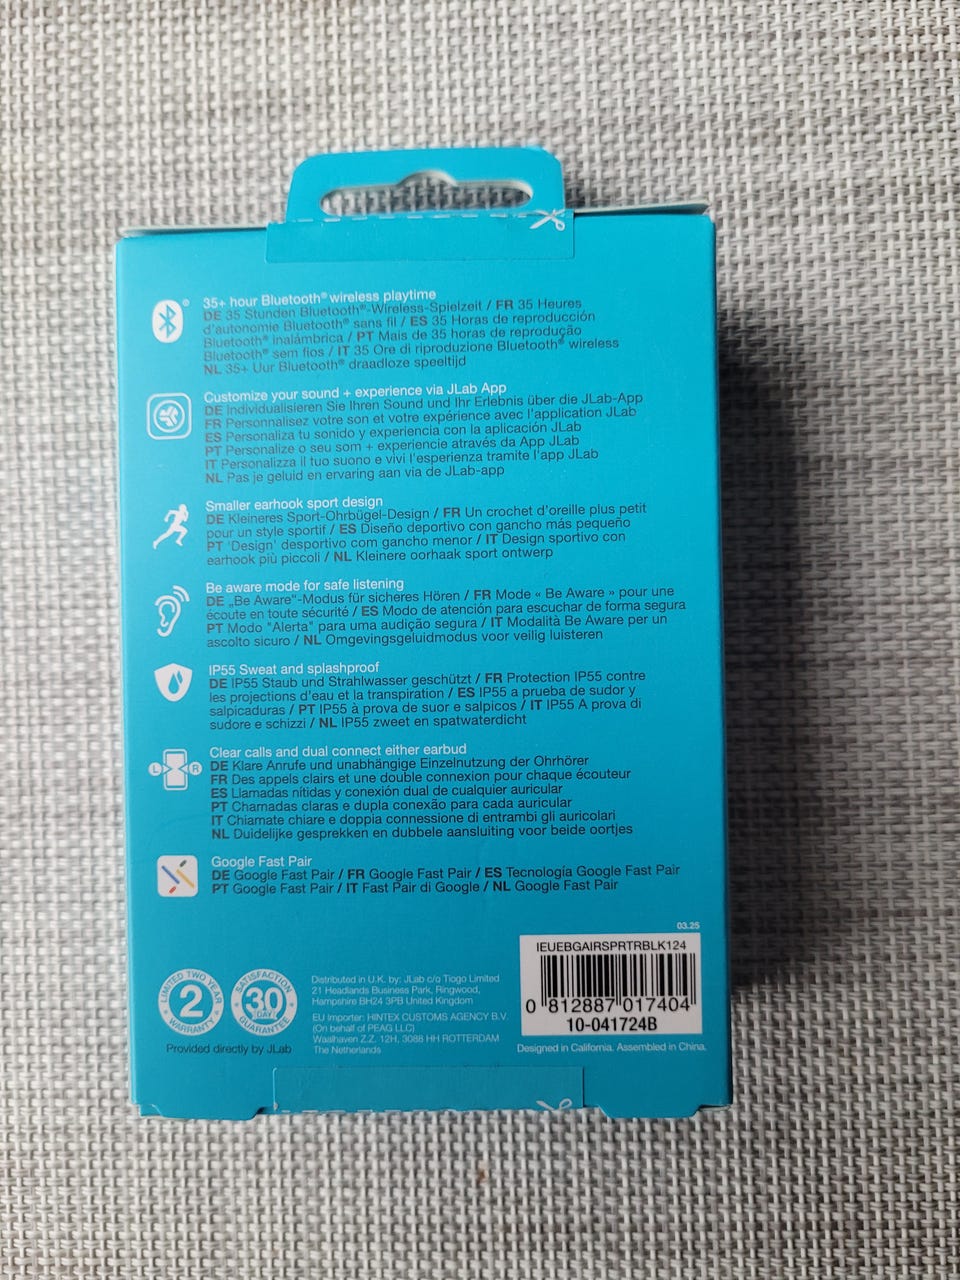 35+ hour Bluetooth® wireless playtime
DE 35 Stunden Bluetooth®-Wireless-Spielzeit / FR 35 Heures
d'autonomie Bluetooth® sans fil / ES 35 Horas de reproducción
Bluetooth® inalámbrica / PT Mais de 35 horas de reprodução
Bluetooth® sem fios / IT 35 Ore di riproduzione Bluetooth® wireless
NL 35+ Uur Bluetooth® draadloze speeltijd
Customize your sound + experience via JLab App
DE Individualisieren Sie Ihren Sound und Ihr Erlebnis über die JLab-App
FR Personnalisez votre son et votre expérience avec l'application JLab
ES Personaliza tu sonido y experiencia con la aplicación JLab
PT Personalize o seu som + experiencie através da App JLab
IT Personalizza il tuo suono e vivi l'esperienza tramite l'app JLab
NL Pas je geluid en ervaring aan via de JLab-app
Smaller earhook sport design
DE Kleineres Sport-Ohrbügel-Design / FR Un crochet d'oreille plus petit
pour un style sportif / ES Diseño deportivo con gancho más pequeño
PT 'Design' desportivo com gancho menor / IT Design sportivo con
earhook più piccoli / NL Kleinere oorhaak sport ontwerp
Be aware mode for safe listening
DE „Be Aware"-Modus für sicheres Hören / FR Mode « Be Aware » pour une
écoute en toute sécurité / ES Modo de atención para escuchar de forma segura
PT Modo "Alerta" para uma audição segura / IT Modalità Be Aware per un
ascolto sicuro / NL Omgevingsgeluidmodus voor veilig luisteren
IP55 Sweat and splashproof
DE IP55 Staub und Strahlwasser geschützt / FR Protection IP55 contre
les projections d'eau et la transpiration / ES IP55 a prueba de sudor y
salpicaduras / PT IP55 à prova de suor e salpicos / IT IP55 A prova di
sudore e schizzi / NL IP55 zweet en spatwaterdicht
L R
Clear calls and dual connect either earbud
DE Klare Anrufe und unabhängige Einzelnutzung der Ohrhörer
FR Des appels clairs et une double connexion pour chaque écouteur
ES Llamadas nítidas y conexión dual de cualquier auricular
PT Chamadas claras e dupla conexão para cada auricular
IT Chiamate chiare e doppia connessione di entrambi gli auricolari
NL Duidelijke gesprekken en dubbele aansluiting voor beide oortjes
Google Fast Pair
DE Google Fast Pair / FR Google Fast Pair / ES Tecnología Google Fast Pair
PT Google Fast Pair / IT Fast Pair di Google / NL Google Fast Pair
03.25
LIMITED TWO YEAR
2
WARRANTY
SATISFACTION
30
DAY
GUARANTEE
Provided directly by JLab
Distributed in U.K. by: JLab c/o Tiogo Limited
21 Headlands Business Park, Ringwood,
Hampshire BH24 3PB United Kingdom
EU Importer: HINTEX CUSTOMS AGENCY B.V.
(On behalf of PEAG LLC)
Waalhaven Z.Z. 12H, 3088 HH ROTTERDAM
The Netherlands
IEUEBGAIRSPRTRBLK124
0 812887 017404
10-041724B
Designed in California. Assembled in China.